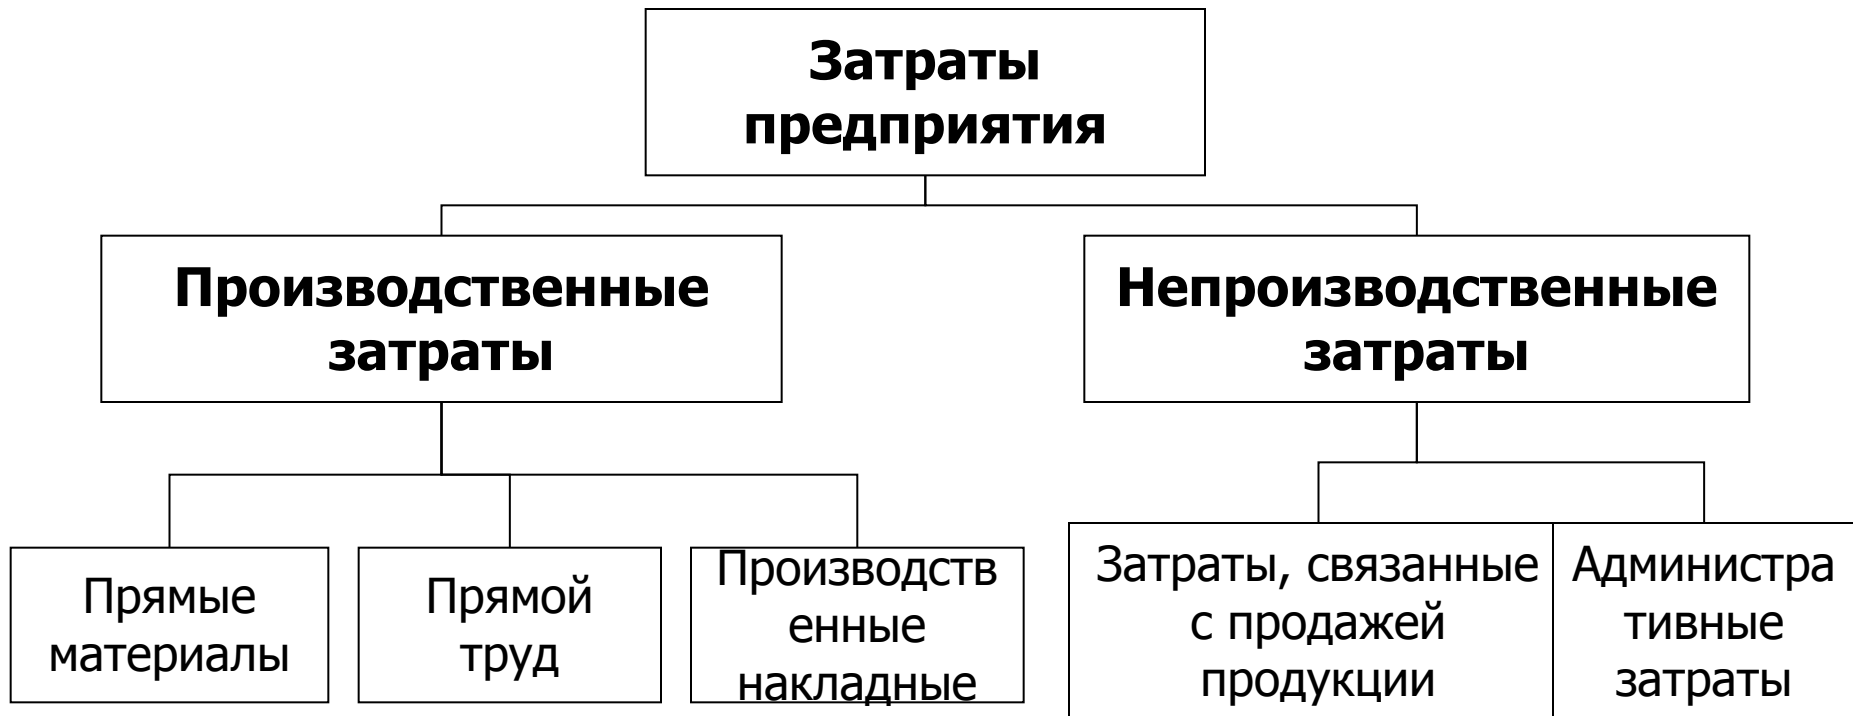 Затраты
предприятия
Производственные
затраты
Непроизводственные
затраты
Прямые
материалы
Прямой
труд
Производств
енные
накладные
Затраты, связанные
с продажей
продукции
Администра
тивные
затраты